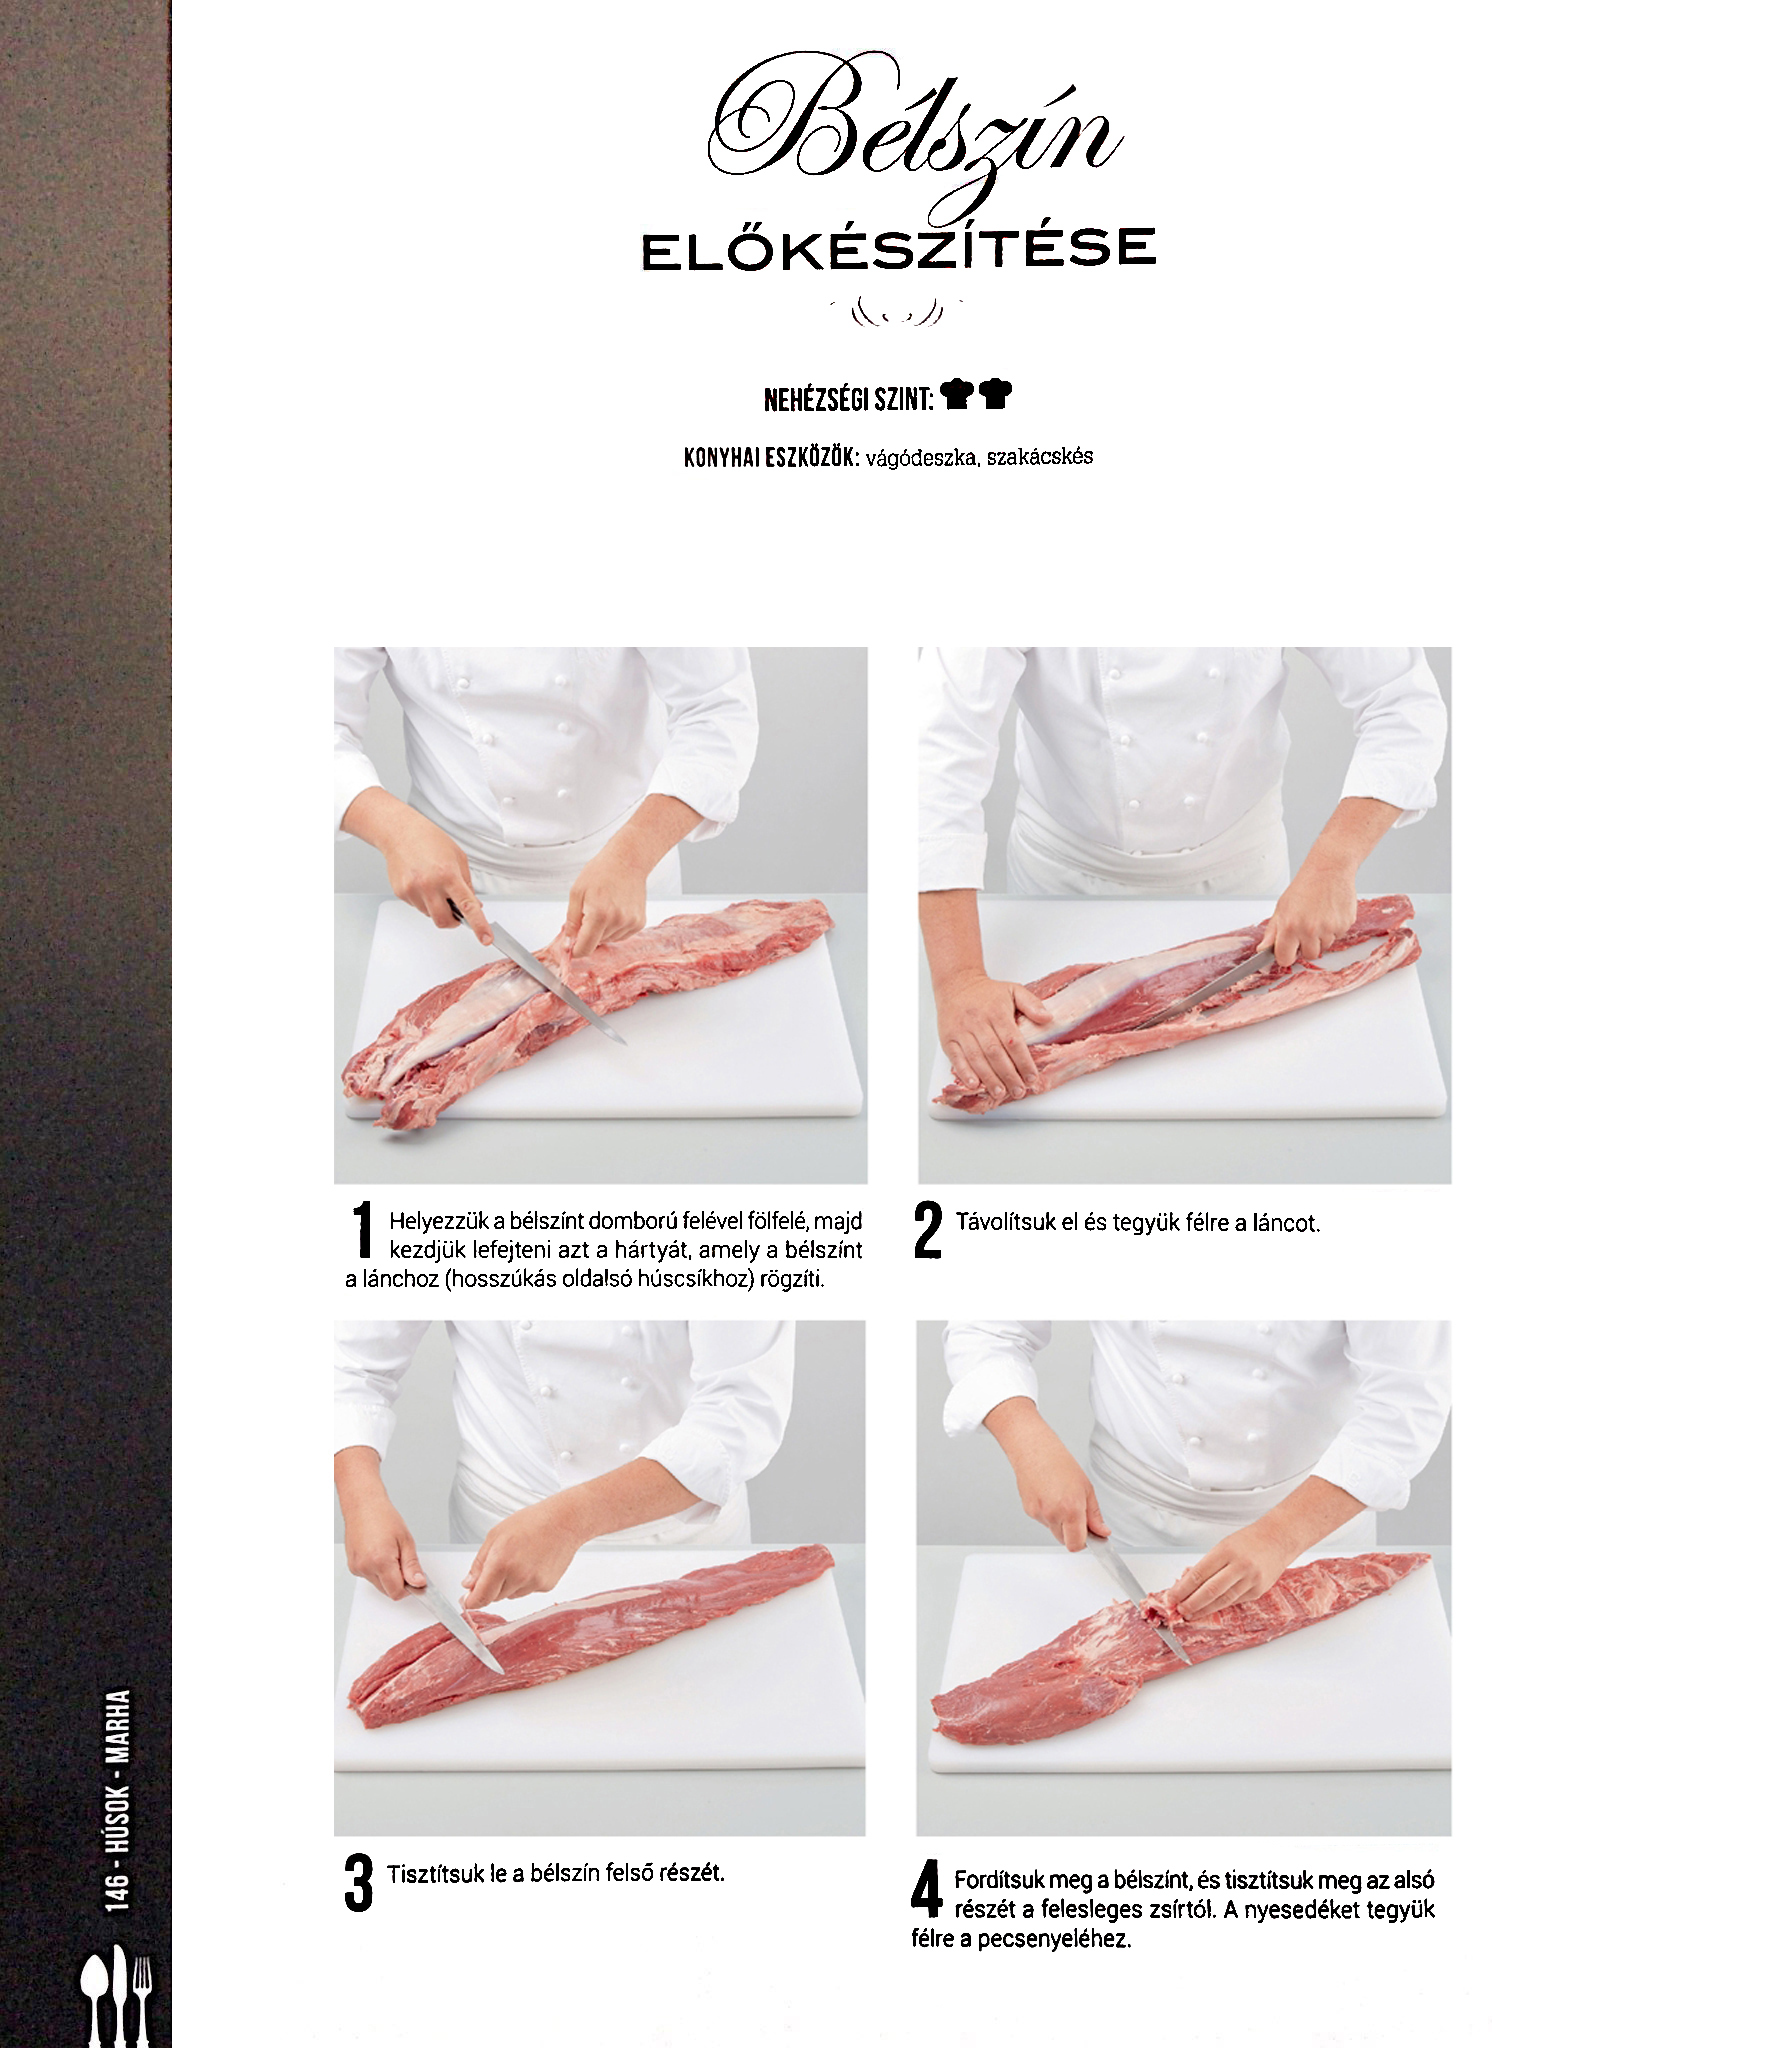 Bélszín
ELŐKÉSZÍTÉSE
NEHÉZSÉGI SZINT:
KONYHAI ESZKÖZÖK: vágódeszka, szakácskés
1 Helyezzük a bélszínt domború felével fölfelé, majd
kezdjük lefejteni azt a hártyát, amely a bélszínt
a lánchoz (hosszúkás oldalsó húscsíkhoz) rögzíti.
2 Távolítsuk el és tegyük félre a láncot.
3 Tisztítsuk le a bélszín felső részét.
4 Fordítsuk meg a bélszínt, és tisztítsuk meg az alsó
részét a felesleges zsírtól. A nyesedéket tegyük
félre a pecsenyeléhez.
146 - HÚSOK - MARHA